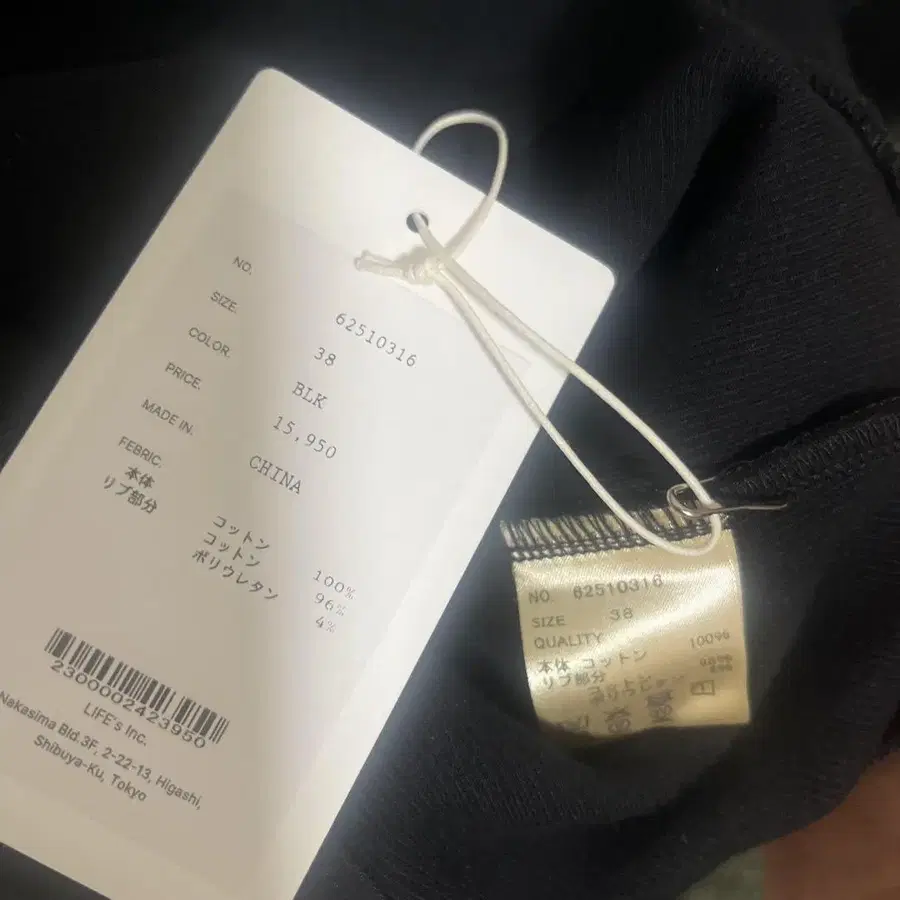 NO. 62510316
SIZE. 38
COLOR. BLK
PRICE. 15,950
MADE IN. CHINA
FEBRIC.
本体 コットン 100%
リブ部分 コットン 96%
ポリウレタン 4%
2300002423950
LIFE's Inc.
Nakasima Bld.3F, 2-22-13, Higashi,
Shibuya-Ku, Tokyo
NO. 62510316
SIZE 38
QUALITY
本体 コットン 100%
リブ部分